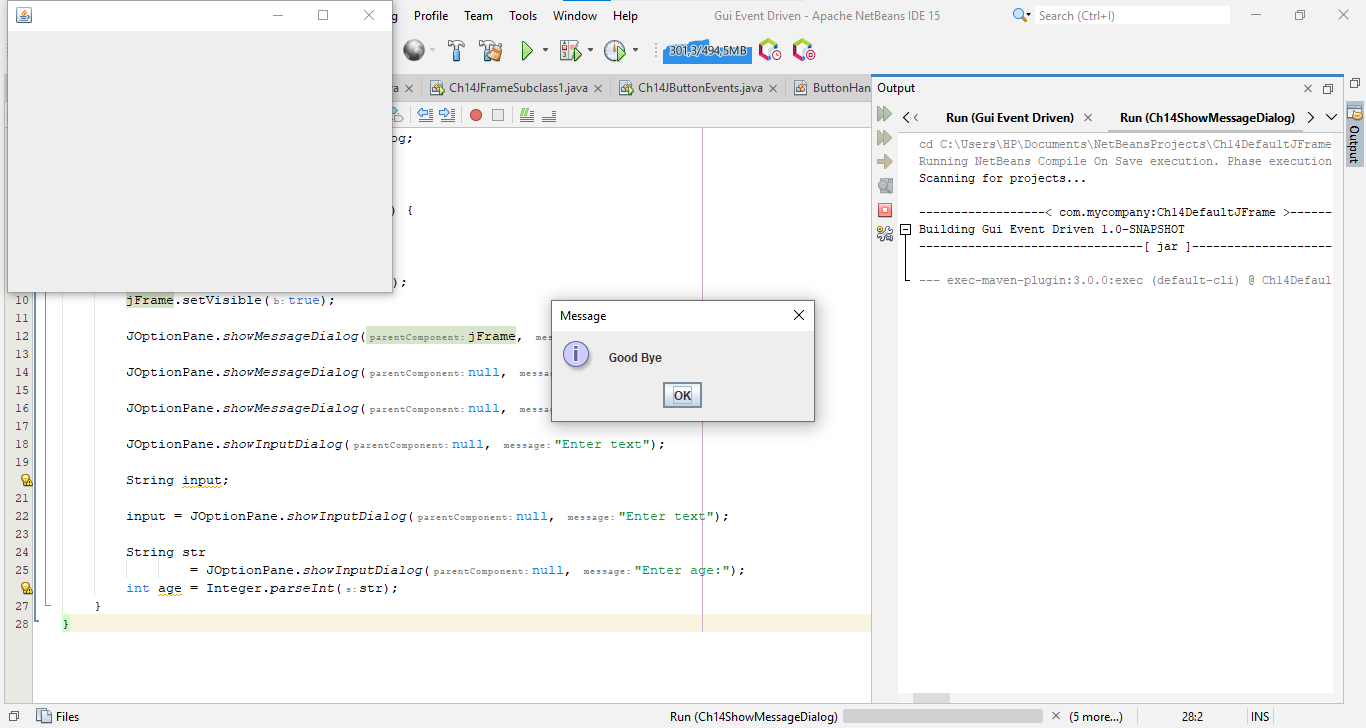 g Profile Team Tools Window Help
Gui Event Driven - Apache NetBeans IDE 15
Search (Ctrl+I)
301,3/494,5MB
va Ch14JFrameSubclass1.java Ch14JButtonEvents.java ButtonHan
og;
) {
);
10 jFrame.setVisible( b: true);
11
12 JOptionPane.showMessageDialog( parentComponent: jFrame, mes
13
14 JOptionPane.showMessageDialog( parentComponent: null, messa
15
16 JOptionPane.showMessageDialog( parentComponent: null, messa
17
18 JOptionPane.showInputDialog( parentComponent: null, message: "Enter text");
19
String input;
21
22 input = JOptionPane.showInputDialog( parentComponent: null, message: "Enter text");
23
24 String str
25 = JOptionPane.showInputDialog( parentComponent: null, message: "Enter age:");
int age = Integer.parseInt( s: str);
27 }
28 }
Message
Good Bye
OK
Output
Run (Gui Event Driven) Run (Ch14ShowMessageDialog)
cd C:\Users\HP\Documents\NetBeansProjects\Ch14DefaultJFrame
Running NetBeans Compile On Save execution. Phase execution
Scanning for projects...
------------------< com.mycompany:Ch14DefaultJFrame >------
Building Gui Event Driven 1.0-SNAPSHOT
--------------------------------[ jar ]--------------------
--- exec-maven-plugin:3.0.0:exec (default-cli) @ Ch14Defaul
Output
Files
Run (Ch14ShowMessageDialog)
(5 more...)
28:2
INS